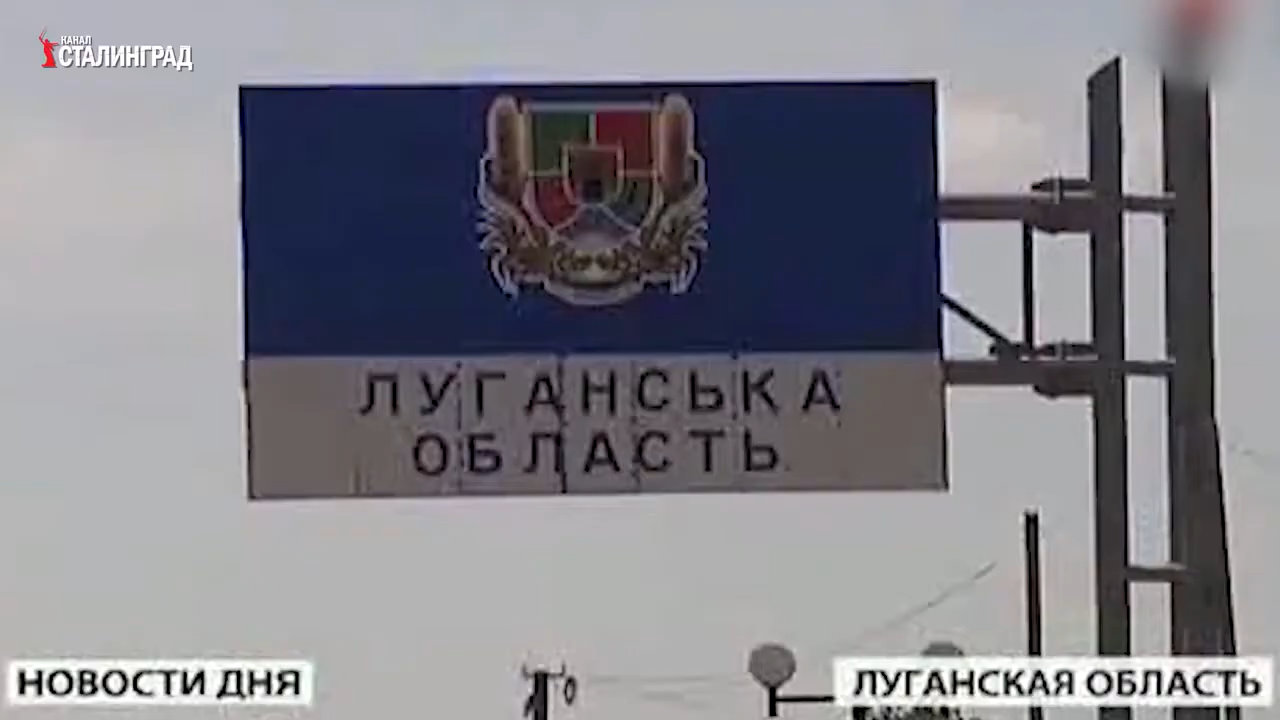 КАНАЛ
СТАЛИНГРАД
ЛУГАНСЬКА
ОБЛАСТЬ
НОВОСТИ ДНЯ
ЛУГАНСКАЯ ОБЛАСТЬ